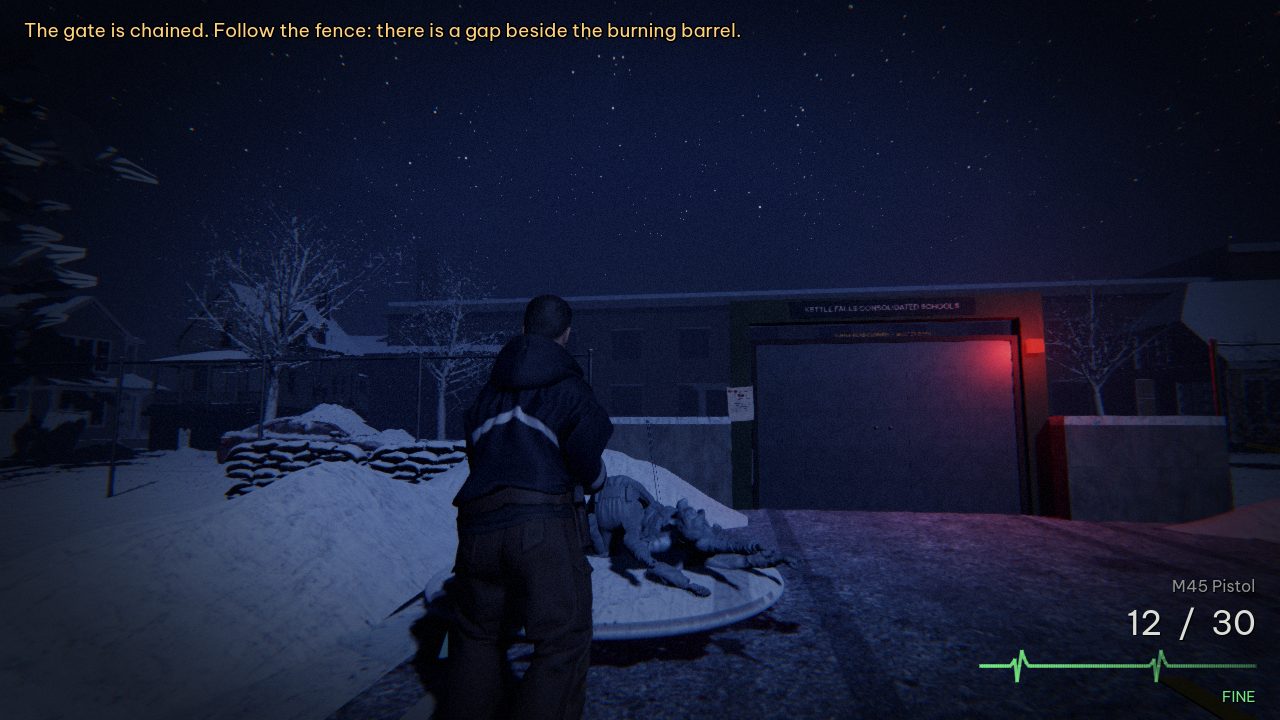 The gate is chained. Follow the fence: there is a gap beside the burning barrel.
KETTLE FALLS CONSOLIDATED SCHOOLS
M45 Pistol
12 / 30
FINE